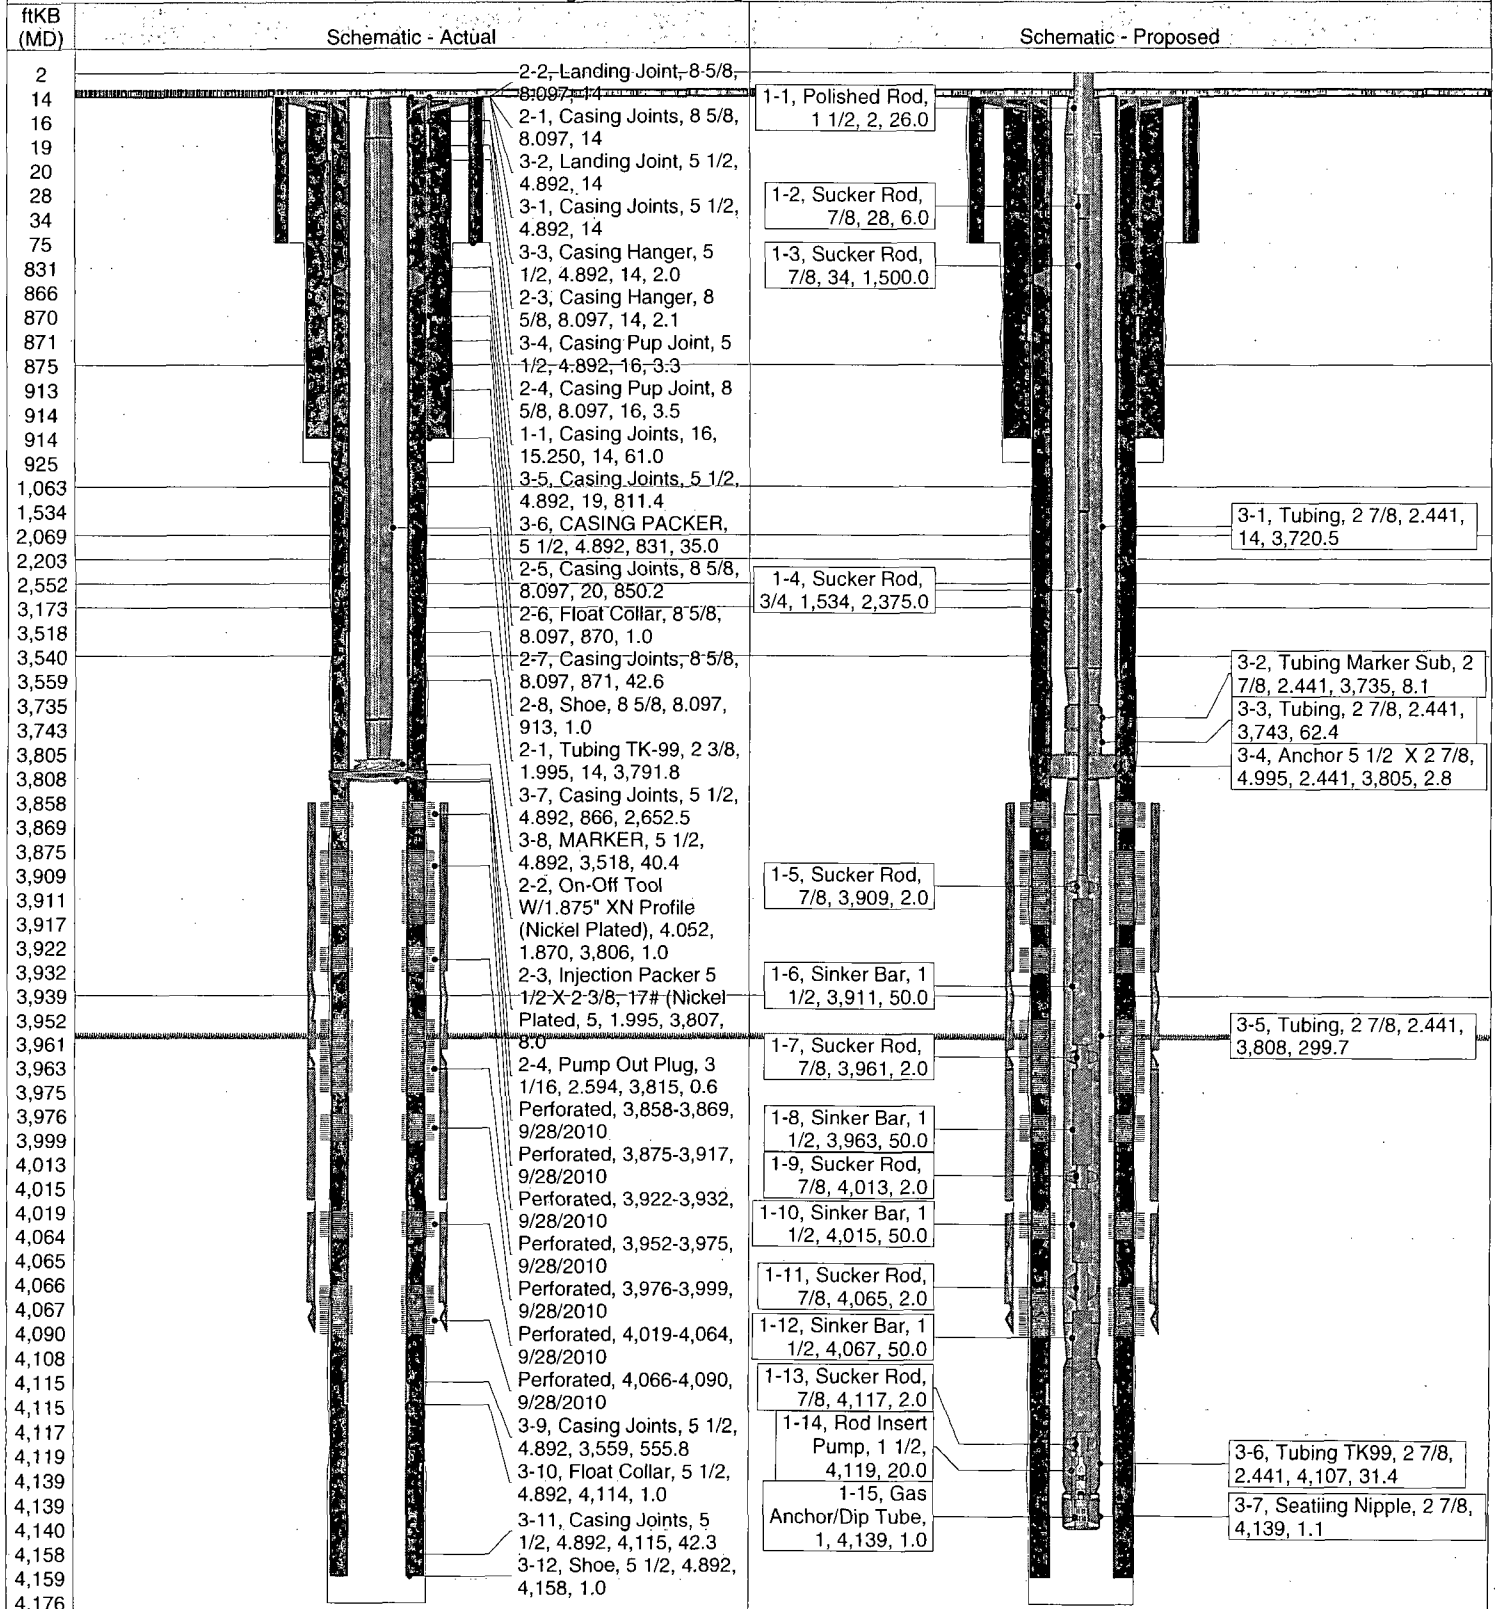 ftKB
(MD)
Schematic - Actual
Schematic - Proposed
2
14
16
19
20
28
34
75
831
866
870
871
875
913
914
914
925
1,063
1,534
2,069
2,203
2,552
3,173
3,518
3,540
3,559
3,735
3,743
3,805
3,808
3,858
3,869
3,875
3,909
3,911
3,917
3,922
3,932
3,939
3,952
3,961
3,963
3,975
3,976
3,999
4,013
4,015
4,019
4,064
4,065
4,066
4,067
4,090
4,108
4,115
4,115
4,117
4,119
4,139
4,139
4,140
4,158
4,159
4,176
2-2, Landing Joint, 8 5/8,
8.097, 14
2-1, Casing Joints, 8 5/8,
8.097, 14
3-2, Landing Joint, 5 1/2,
4.892, 14
3-1, Casing Joints, 5 1/2,
4.892, 14
3-3, Casing Hanger, 5
1/2, 4.892, 14, 2.0
2-3, Casing Hanger, 8
5/8, 8.097, 14, 2.1
3-4, Casing Pup Joint, 5
1/2, 4.892, 16, 3.3
2-4, Casing Pup Joint, 8
5/8, 8.097, 16, 3.5
1-1, Casing Joints, 16,
15.250, 14, 61.0
3-5, Casing Joints, 5 1/2,
4.892, 19, 811.4
3-6, CASING PACKER,
5 1/2, 4.892, 831, 35.0
2-5, Casing Joints, 8 5/8,
8.097, 20, 850.2
2-6, Float Collar, 8 5/8,
8.097, 870, 1.0
2-7, Casing Joints, 8 5/8,
8.097, 871, 42.6
2-8, Shoe, 8 5/8, 8.097,
913, 1.0
2-1, Tubing TK-99, 2 3/8,
1.995, 14, 3,791.8
3-7, Casing Joints, 5 1/2,
4.892, 866, 2,652.5
3-8, MARKER, 5 1/2,
4.892, 3,518, 40.4
2-2, On-Off Tool
W/1.875" XN Profile
(Nickel Plated), 4.052,
1.870, 3,806, 1.0
2-3, Injection Packer 5
1/2 X 2-3/8, 17# (Nickel
Plated, 5, 1.995, 3,807,
8.0
2-4, Pump Out Plug, 3
1/16, 2.594, 3,815, 0.6
Perforated, 3,858-3,869,
9/28/2010
Perforated, 3,875-3,917,
9/28/2010
Perforated, 3,922-3,932,
9/28/2010
Perforated, 3,952-3,975,
9/28/2010
Perforated, 3,976-3,999,
9/28/2010
Perforated, 4,019-4,064,
9/28/2010
Perforated, 4,066-4,090,
9/28/2010
3-9, Casing Joints, 5 1/2,
4.892, 3,559, 555.8
3-10, Float Collar, 5 1/2,
4.892, 4,114, 1.0
3-11, Casing Joints, 5
1/2, 4.892, 4,115, 42.3
3-12, Shoe, 5 1/2, 4.892,
4,158, 1.0
1-1, Polished Rod,
1 1/2, 2, 26.0
1-2, Sucker Rod,
7/8, 28, 6.0
1-3, Sucker Rod,
7/8, 34, 1,500.0
1-4, Sucker Rod,
3/4, 1,534, 2,375.0
1-5, Sucker Rod,
7/8, 3,909, 2.0
1-6, Sinker Bar, 1
1/2, 3,911, 50.0
1-7, Sucker Rod,
7/8, 3,961, 2.0
1-8, Sinker Bar, 1
1/2, 3,963, 50.0
1-9, Sucker Rod,
7/8, 4,013, 2.0
1-10, Sinker Bar, 1
1/2, 4,015, 50.0
1-11, Sucker Rod,
7/8, 4,065, 2.0
1-12, Sinker Bar, 1
1/2, 4,067, 50.0
1-13, Sucker Rod,
7/8, 4,117, 2.0
1-14, Rod Insert
Pump, 1 1/2,
4,119, 20.0
1-15, Gas
Anchor/Dip Tube,
1, 4,139, 1.0
3-1, Tubing, 2 7/8, 2.441,
14, 3,720.5
3-2, Tubing Marker Sub, 2
7/8, 2.441, 3,735, 8.1
3-3, Tubing, 2 7/8, 2.441,
3,743, 62.4
3-4, Anchor 5 1/2 X 2 7/8,
4.995, 2.441, 3,805, 2.8
3-5, Tubing, 2 7/8, 2.441,
3,808, 299.7
3-6, Tubing TK99, 2 7/8,
2.441, 4,107, 31.4
3-7, Seatiing Nipple, 2 7/8,
4,139, 1.1